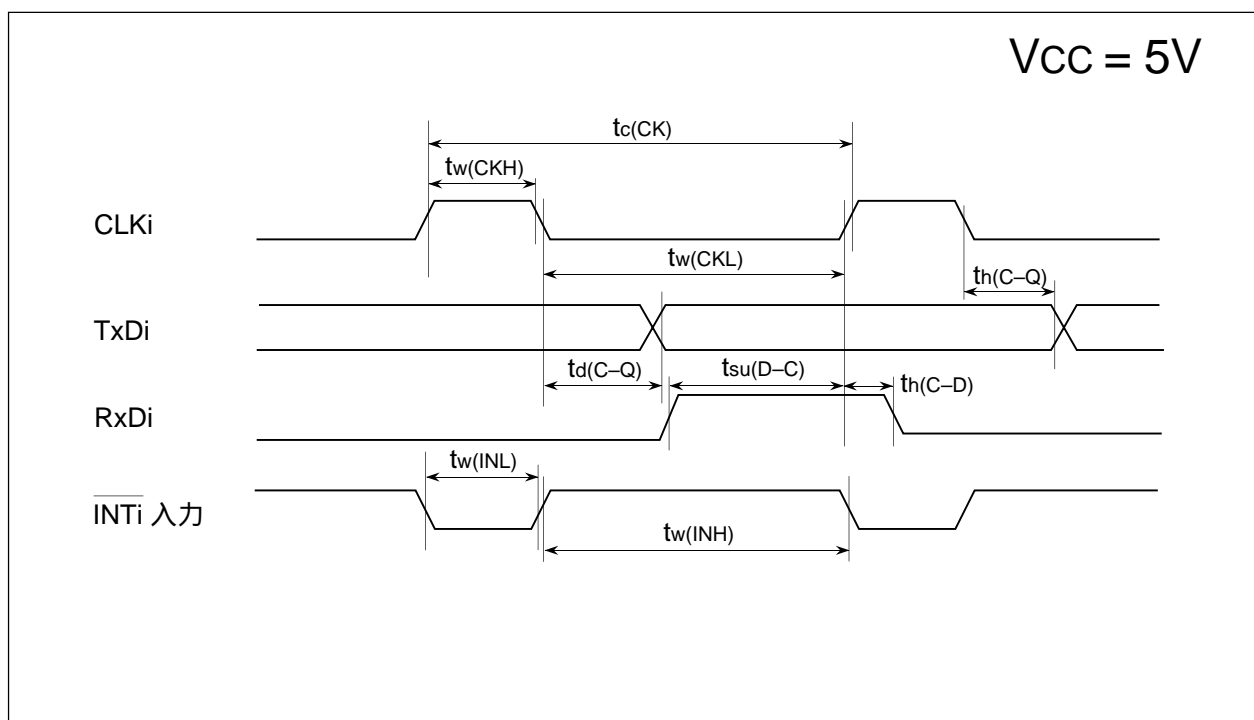 VCC = 5V
tc(CK)
tw(CKH)
CLKi
tw(CKL)
th(C–Q)
TxDi
td(C–Q)
tsu(D–C)
th(C–D)
RxDi
tw(INL)
INTi 入力
tw(INH)